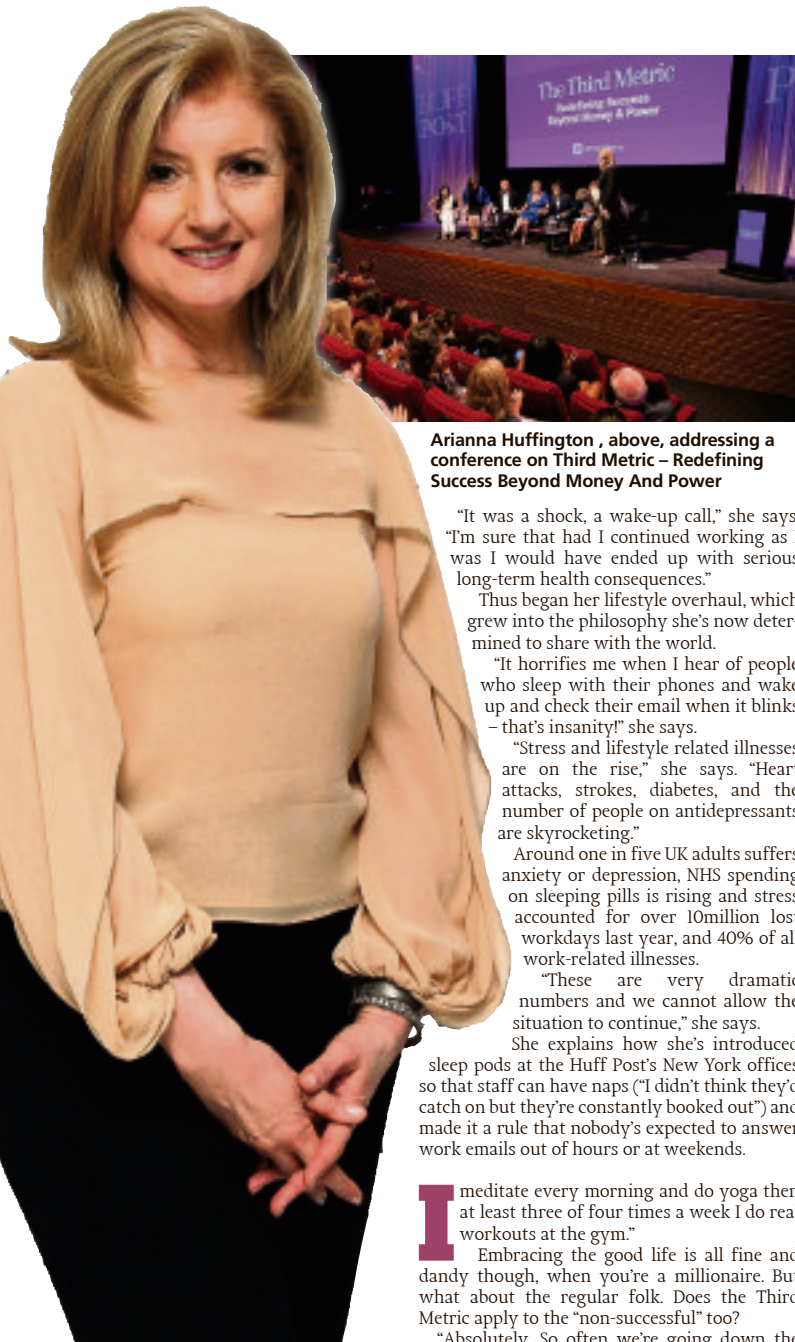 HUFF
POST
The Third Metric
Redefining Success
Beyond Money & Power
P
Arianna Huffington , above, addressing a
conference on Third Metric – Redefining
Success Beyond Money And Power
“It was a shock, a wake-up call,” she says.
“I’m sure that had I continued working as I
was I would have ended up with serious
long-term health consequences.”
Thus began her lifestyle overhaul, which
grew into the philosophy she’s now deter-
mined to share with the world.
“It horrifies me when I hear of people
who sleep with their phones and wake
up and check their email when it blinks
– that’s insanity!” she says.
“Stress and lifestyle related illnesses
are on the rise,” she says. “Heart
attacks, strokes, diabetes, and the
number of people on antidepressants
are skyrocketing.”
Around one in five UK adults suffers
anxiety or depression, NHS spending
on sleeping pills is rising and stress
accounted for over 10million lost
workdays last year, and 40% of all
work-related illnesses.
“These are very dramatic
numbers and we cannot allow the
situation to continue,” she says.
She explains how she’s introduced
sleep pods at the Huff Post’s New York offices
so that staff can have naps (“I didn’t think they’d
catch on but they’re constantly booked out”) and
made it a rule that nobody’s expected to answer
work emails out of hours or at weekends.
I meditate every morning and do yoga then
at least three of four times a week I do real
workouts at the gym.”
Embracing the good life is all fine and
dandy though, when you’re a millionaire. But
what about the regular folk. Does the Third
Metric apply to the “non-successful” too?
“Absolutely. So often we’re going down the